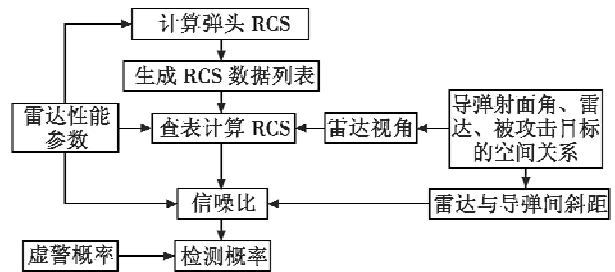 计算弹头 RCS
生成 RCS 数据列表
雷达性能
参数
查表计算 RCS
雷达视角
导弹射面角、雷
达、被攻击目标
的空间关系
信噪比
雷达与导弹间斜距
虚警概率
检测概率